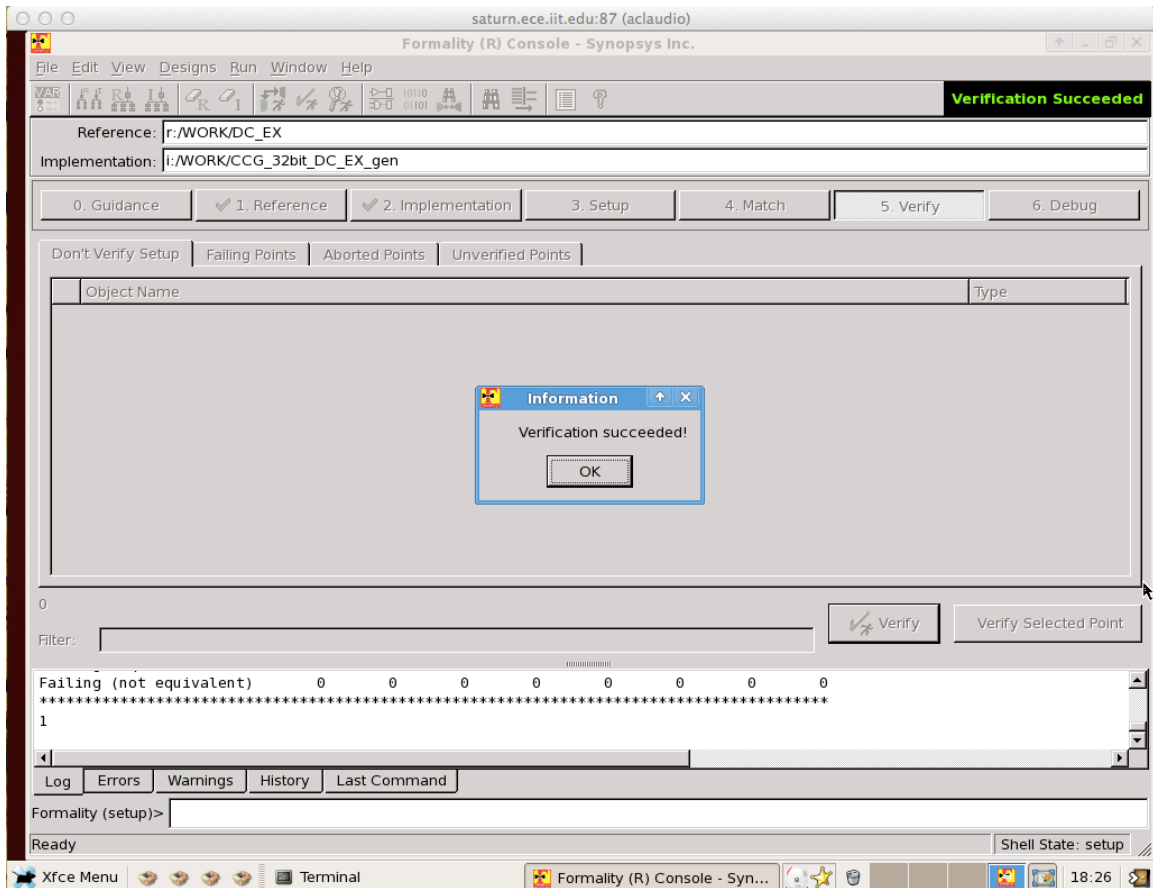 saturn.ece.iit.edu:87 (aclaudio)
Formality (R) Console - Synopsys Inc.
File Edit View Designs Run Window Help
Verification Succeeded
Reference: r:/WORK/DC_EX
Implementation: i:/WORK/CCG_32bit_DC_EX_gen
0. Guidance 1. Reference 2. Implementation 3. Setup 4. Match 5. Verify 6. Debug
Don't Verify Setup Failing Points Aborted Points Unverified Points
Object Name Type
Information
Verification succeeded!
OK
0
Verify Verify Selected Point
Filter:
Failing (not equivalent) 0 0 0 0 0 0 0 0
****************************************************************************************
1
Log Errors Warnings History Last Command
Formality (setup)>
Ready Shell State: setup
Xfce Menu Terminal Formality (R) Console - Syn... 18:26